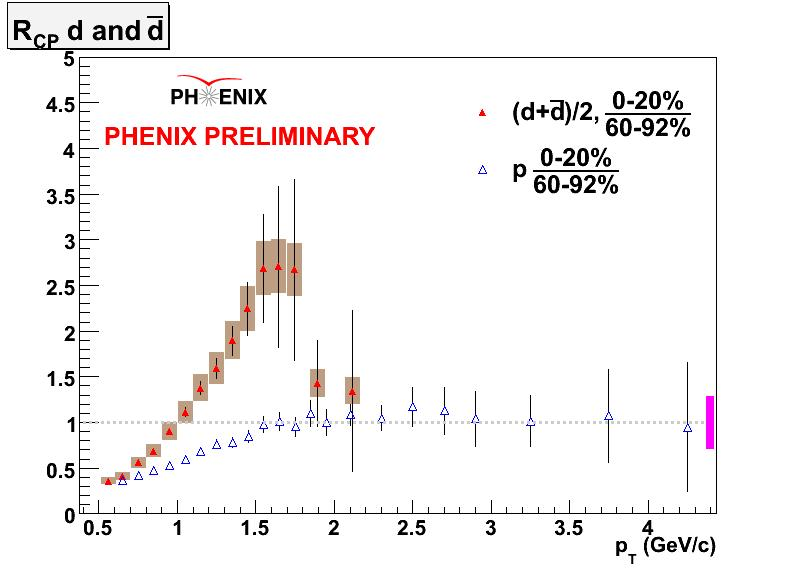 R_CP d and d̅
5
4.5
4
3.5
3
2.5
2
1.5
1
0.5
0
PHENIX
PHENIX PRELIMINARY
(d+d̅)/2, 0-20%
60-92%
p 0-20%
60-92%
0.5 1 1.5 2 2.5 3 3.5 4
p_T (GeV/c)